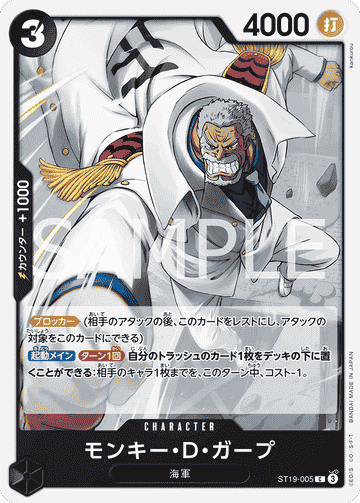 3
4000
打
kankurou
カウンター +1000
SAMPLE
ブロッカー (相手のアタックの後、このカードをレストにし、アタックの
対象をこのカードにできる)
起動メイン ターン1回 自分のトラッシュのカード1枚をデッキの下に置
くことができる:相手のキャラ1枚までを、このターン中、コスト-1。
CHARACTER
モンキー・D・ガープ
海軍
ST19-005 C 3
©E/S ©O.・S・F・T BANDAI MADE IN JAPAN